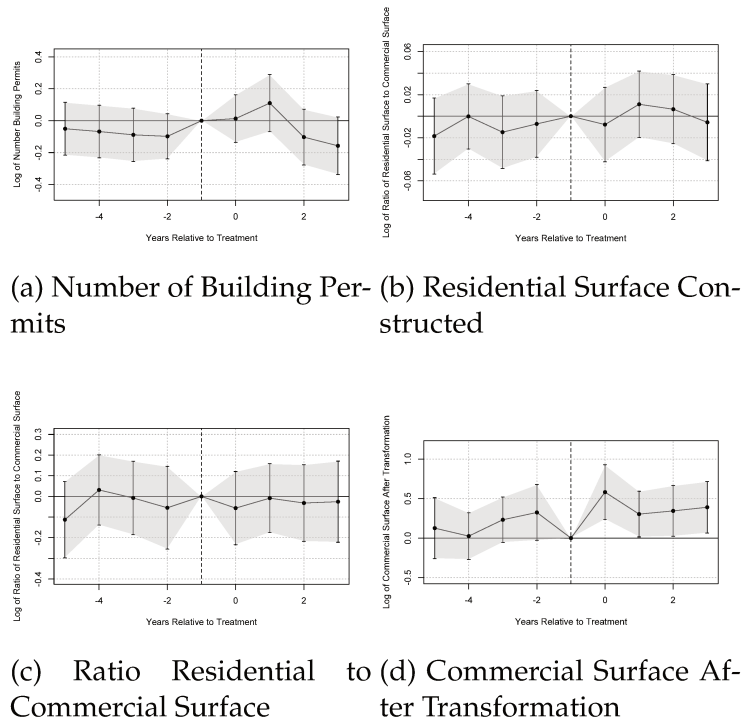 Log of Number Building Permits
0.4
0.2
0.0
-0.2
-0.4
-4 -2 0 2
Years Relative to Treatment
(a) Number of Building Per-
mits
Log of Ratio of Residential Surface to Commercial Surface
0.06
0.02
-0.02
-0.06
-4 -2 0 2
Years Relative to Treatment
(b) Residential Surface Con-
structed
Log of Ratio of Residential Surface to Commercial Surface
0.3
0.2
0.1
0.0
-0.2
-0.4
-4 -2 0 2
Years Relative to Treatment
(c) Ratio Residential to
Commercial Surface
Log of Commercial Surface After Transformation
1.0
0.5
0.0
-0.5
-4 -2 0 2
Years Relative to Treatment
(d) Commercial Surface Af-
ter Transformation